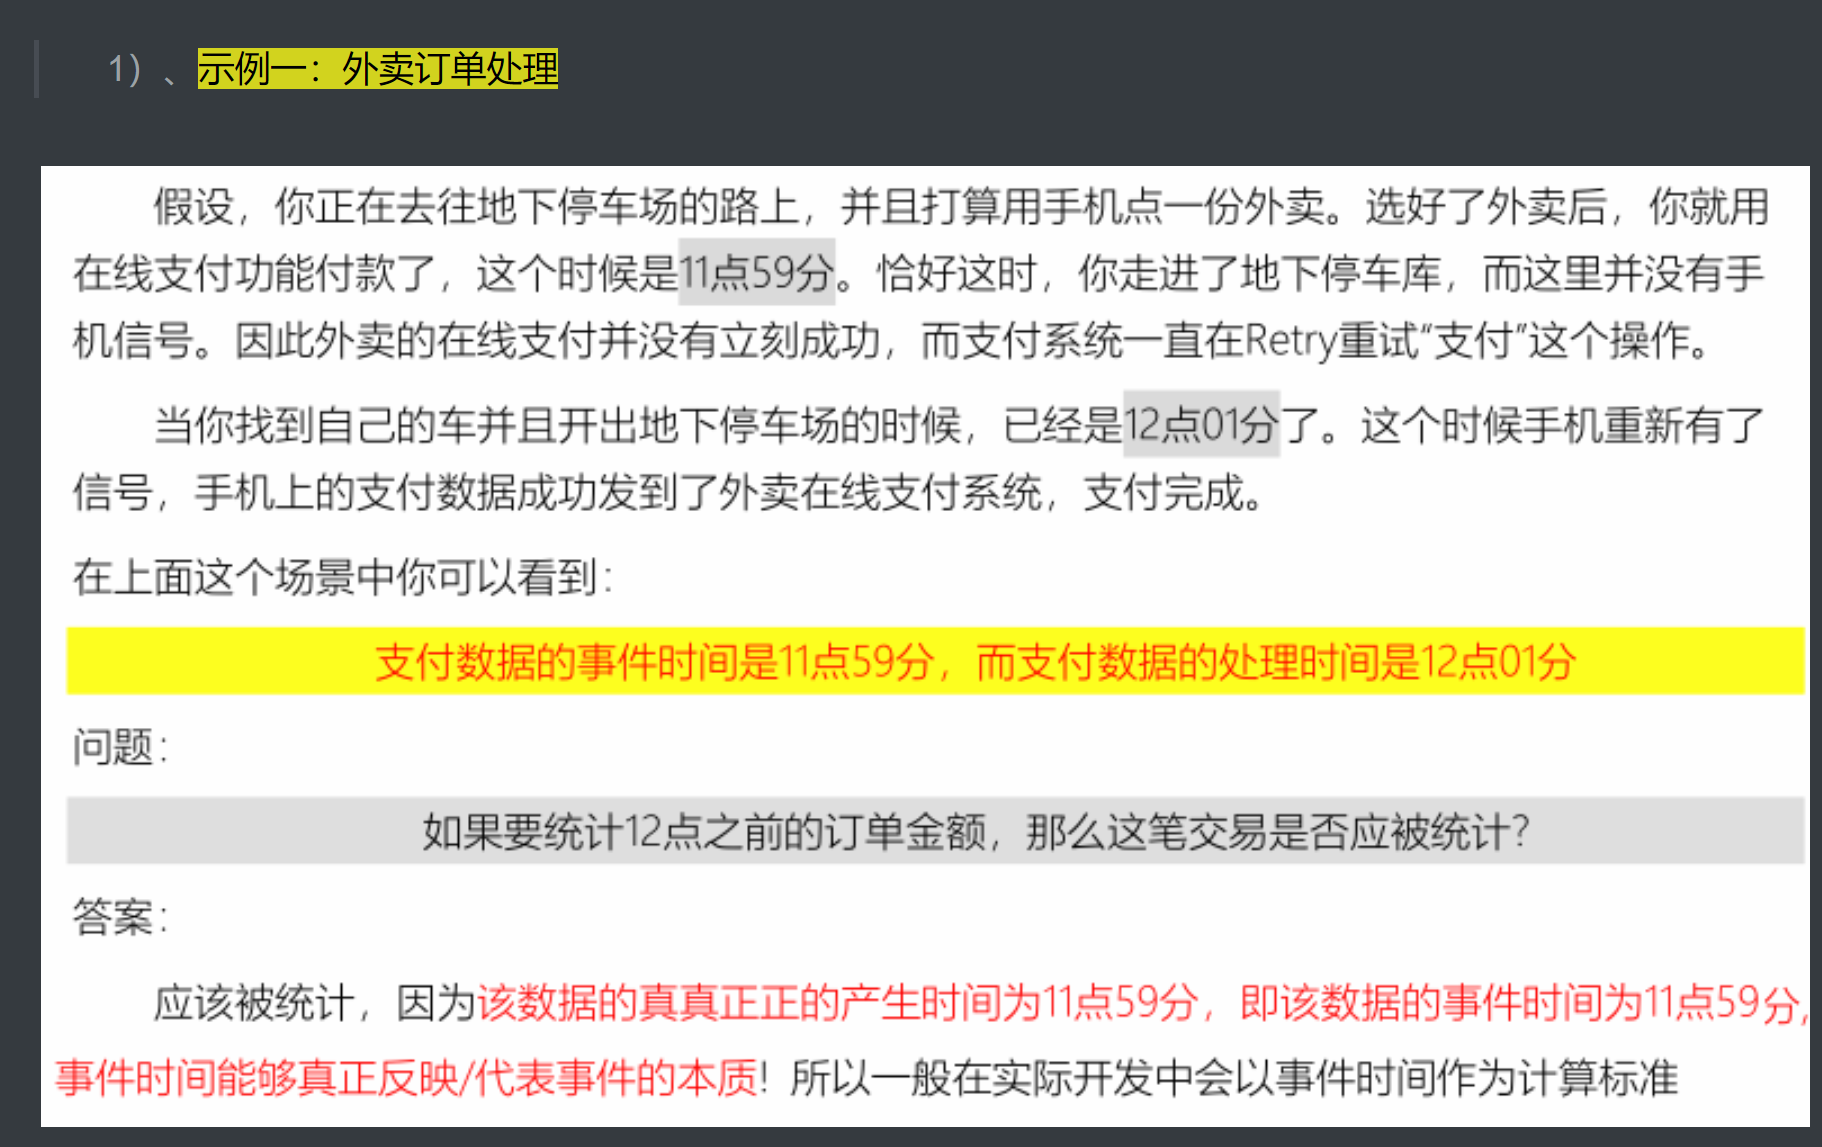 1）、示例一：外卖订单处理
假设，你正在去往地下停车场的路上，并且打算用手机点一份外卖。选好了外卖后，你就用
在线支付功能付款了，这个时候是11点59分。恰好这时，你走进了地下停车库，而这里并没有手
机信号。因此外卖的在线支付并没有立刻成功，而支付系统一直在Retry重试“支付”这个操作。
当你找到自己的车并且开出地下停车场的时候，已经是12点01分了。这个时候手机重新有了
信号，手机上的支付数据成功发到了外卖在线支付系统，支付完成。
在上面这个场景中你可以看到：
支付数据的事件时间是11点59分，而支付数据的处理时间是12点01分
问题：
如果要统计12点之前的订单金额，那么这笔交易是否应被统计？
答案：
应该被统计，因为该数据的真真正正的产生时间为11点59分，即该数据的事件时间为11点59分，
事件时间能够真正反映/代表事件的本质！所以一般在实际开发中会以事件时间作为计算标准